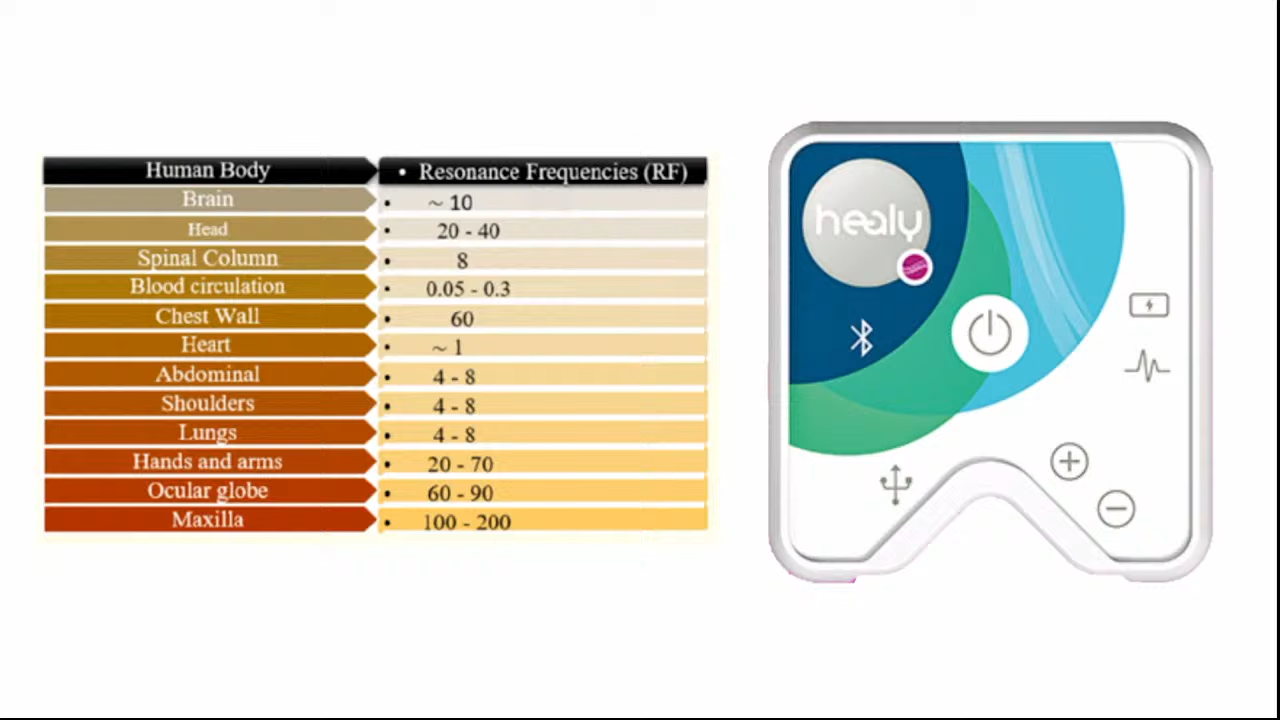 Human Body • Resonance Frequencies (RF)
Brain • ~ 10
Head • 20 - 40
Spinal Column • 8
Blood circulation • 0.05 - 0.3
Chest Wall • 60
Heart • ~ 1
Abdominal • 4 - 8
Shoulders • 4 - 8
Lungs • 4 - 8
Hands and arms • 20 - 70
Ocular globe • 60 - 90
Maxilla • 100 - 200
healy